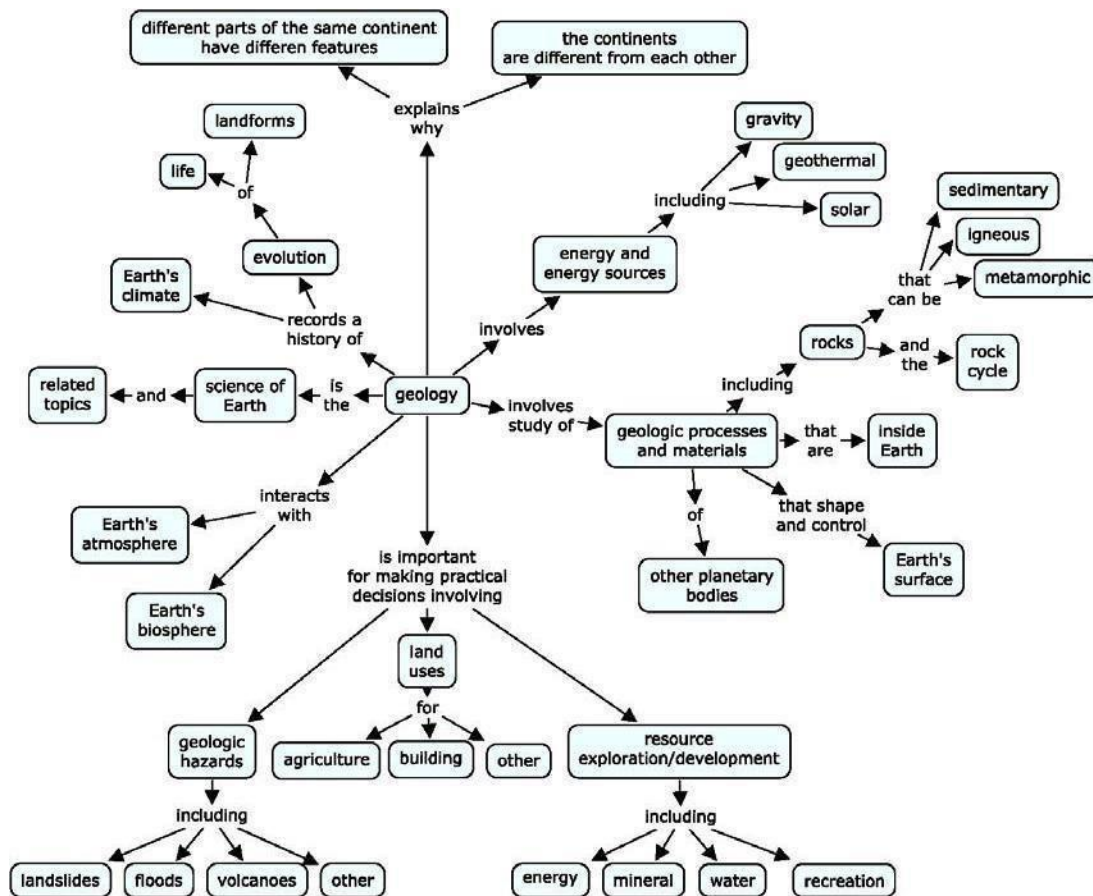 different parts of the same continent
have differen features
the continents
are different from each other
explains
why
landforms
life
of
evolution
Earth's
climate
records a
history of
gravity
geothermal
solar
including
energy and
energy sources
involves
sedimentary
igneous
metamorphic
that
can be
rocks
and
the
rock
cycle
including
related
topics
and
science of
Earth
is
the
geology
involves
study of
geologic processes
and materials
that
are
inside
Earth
of
that shape
and control
other planetary
bodies
Earth's
surface
interacts
with
Earth's
atmosphere
Earth's
biosphere
is important
for making practical
decisions involving
land
uses
for
agriculture
building
other
geologic
hazards
including
landslides
floods
volcanoes
other
resource
exploration/development
including
energy
mineral
water
recreation